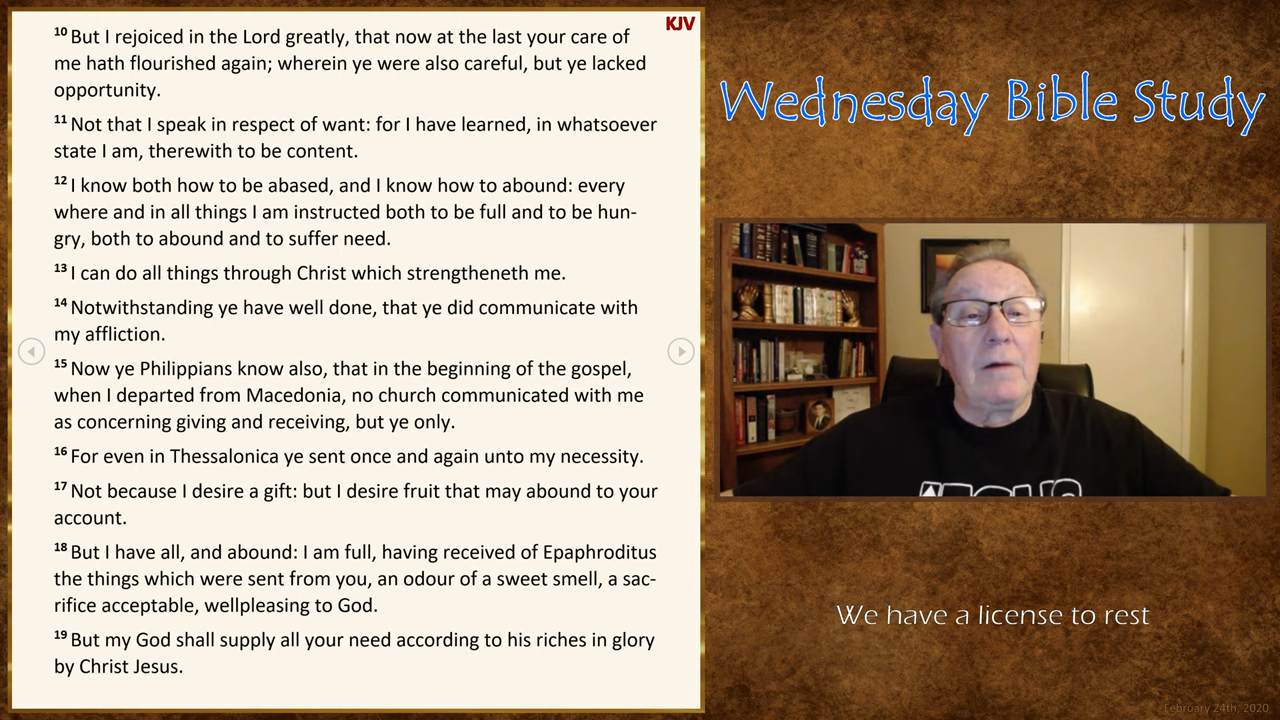 KJV
10 But I rejoiced in the Lord greatly, that now at the last your care of
me hath flourished again; wherein ye were also careful, but ye lacked
opportunity.
11 Not that I speak in respect of want: for I have learned, in whatsoever
state I am, therewith to be content.
12 I know both how to be abased, and I know how to abound: every
where and in all things I am instructed both to be full and to be hun-
gry, both to abound and to suffer need.
13 I can do all things through Christ which strengtheneth me.
14 Notwithstanding ye have well done, that ye did communicate with
my affliction.
15 Now ye Philippians know also, that in the beginning of the gospel,
when I departed from Macedonia, no church communicated with me
as concerning giving and receiving, but ye only.
16 For even in Thessalonica ye sent once and again unto my necessity.
17 Not because I desire a gift: but I desire fruit that may abound to your
account.
18 But I have all, and abound: I am full, having received of Epaphroditus
the things which were sent from you, an odour of a sweet smell, a sac-
rifice acceptable, wellpleasing to God.
19 But my God shall supply all your need according to his riches in glory
by Christ Jesus.
Wednesday Bible Study
JESUS
We have a license to rest
February 24th, 2020